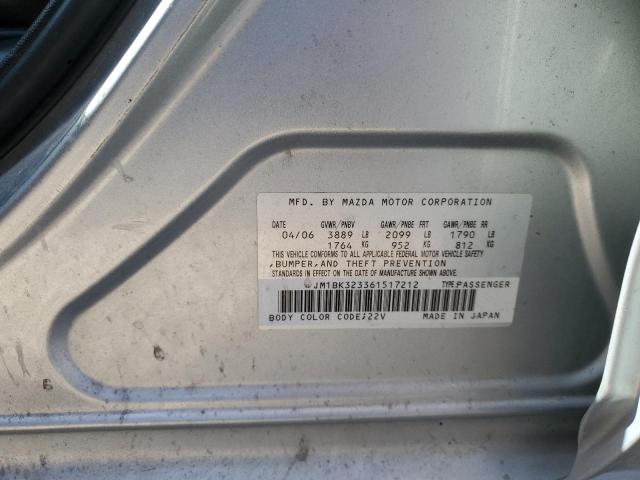 MFD. BY MAZDA MOTOR CORPORATION
DATE GVWR/PNBV GAWR/PNBE FRT GAWR/PNBE RR
04/06 3889 LB 2099 LB 1790 LB
1764 KG 952 KG 812 KG
THIS VEHICLE CONFORMS TO ALL APPLICABLE FEDERAL MOTOR VEHICLE SAFETY
,BUMPER,AND THEFT PREVENTION
STANDARDS IN EFFECT ON THE DATE OF MANUFACTURE SHOWN ABOVE.
JM1BK323361517212 TYPE:PASSENGER
BODY COLOR CODE;22V MADE IN JAPAN